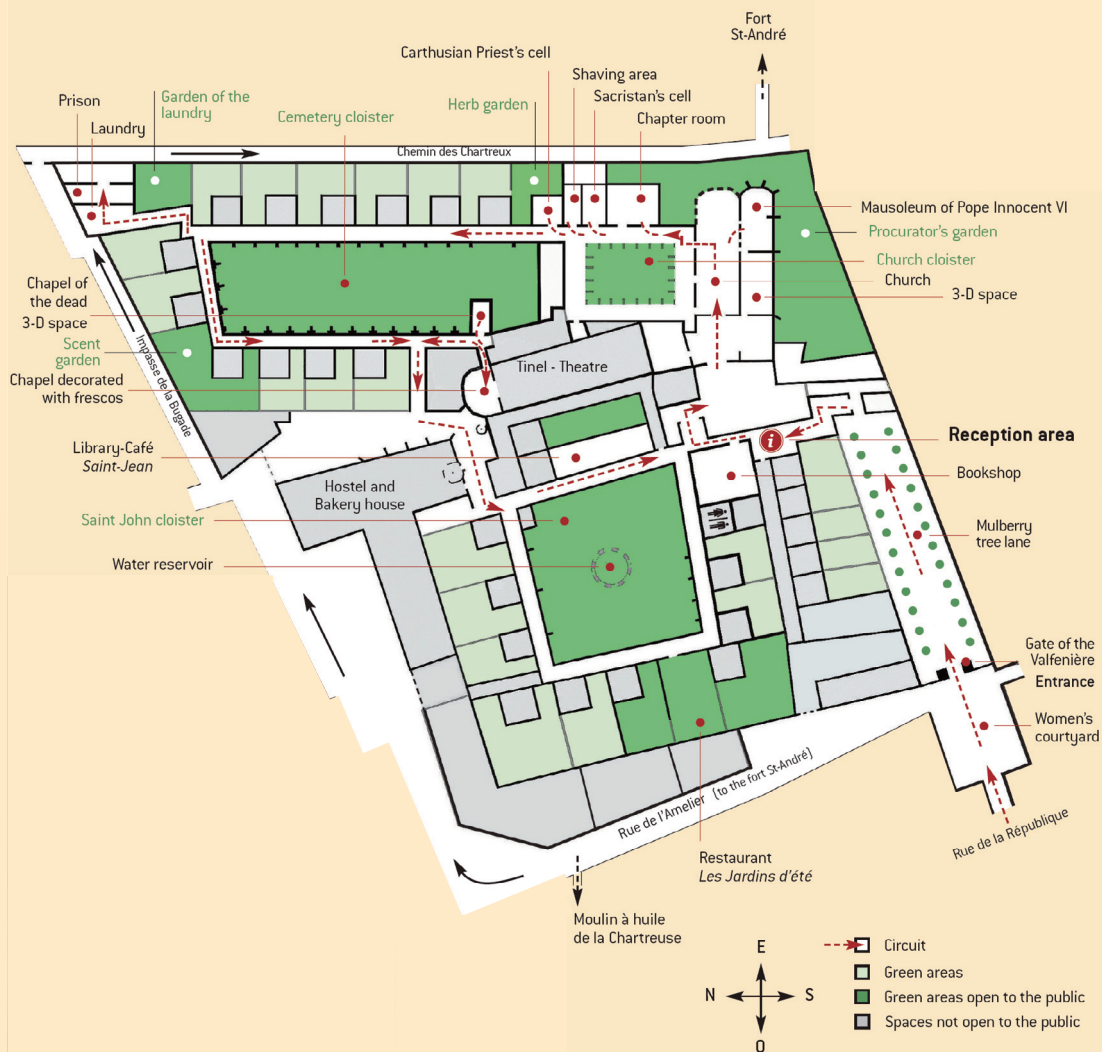 Fort
St-André
Carthusian Priest's cell
Shaving area
Sacristan's cell
Chapter room
Prison
Laundry
Garden of the
laundry
Cemetery cloister
Herb garden
Chemin des Chartreux
Mausoleum of Pope Innocent VI
Procurator's garden
Church cloister
Church
3-D space
Chapel of
the dead
3-D space
Scent
garden
Chapel decorated
with frescos
Impasse de la Bugade
Tinel - Theatre
Library-Café
Saint-Jean
Hostel and
Bakery house
Saint John cloister
Water reservoir
i
Reception area
Bookshop
Mulberry
tree lane
Gate of the
Valfenière
Entrance
Women's
courtyard
Rue de la République
Rue de l'Amelier (to the fort St-André)
Restaurant
Les Jardins d'été
Moulin à huile
de la Chartreuse
E
N
S
O
Circuit
Green areas
Green areas open to the public
Spaces not open to the public